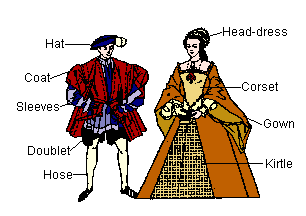 Hat
Coat
Sleeves
Doublet
Hose
Head-dress
Corset
Gown
Kirtle